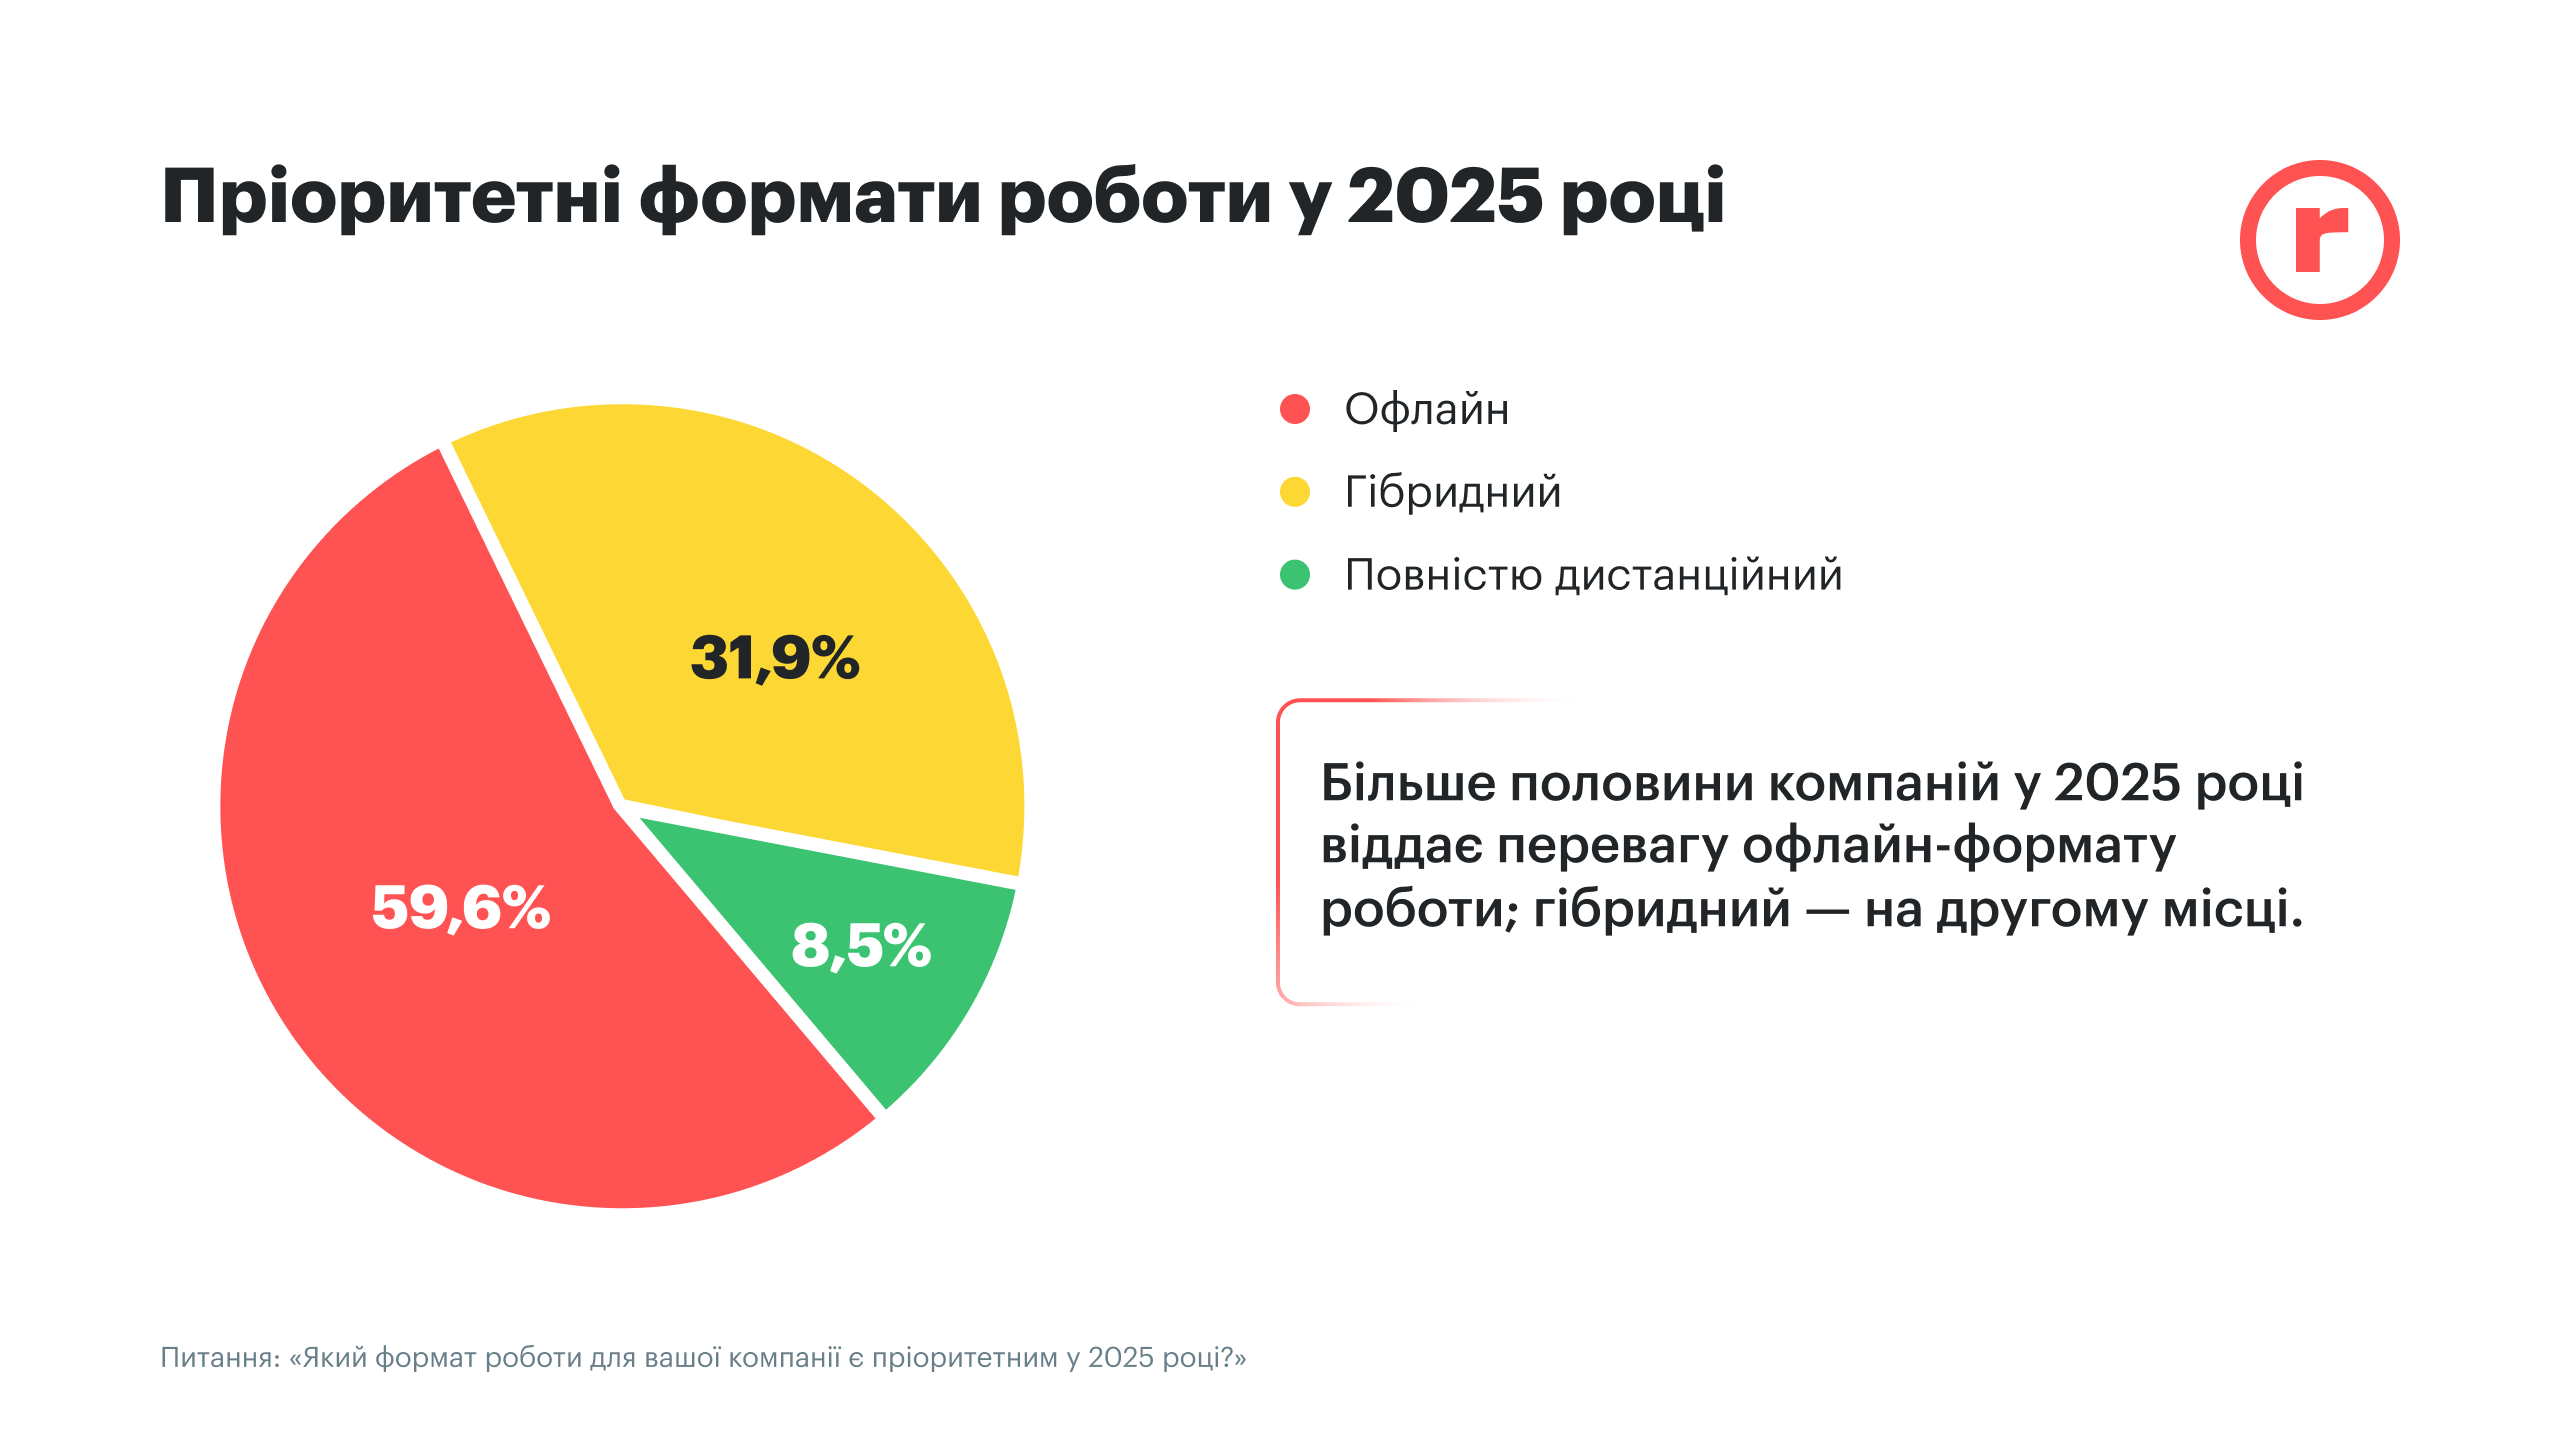 Пріоритетні формати роботи у 2025 році
r
Офлайн
Гібридний
Повністю дистанційний
31,9%
59,6%
8,5%
Більше половини компаній у 2025 році
віддає перевагу офлайн-формату
роботи; гібридний — на другому місці.
Питання: «Який формат роботи для вашої компанії є пріоритетним у 2025 році?»